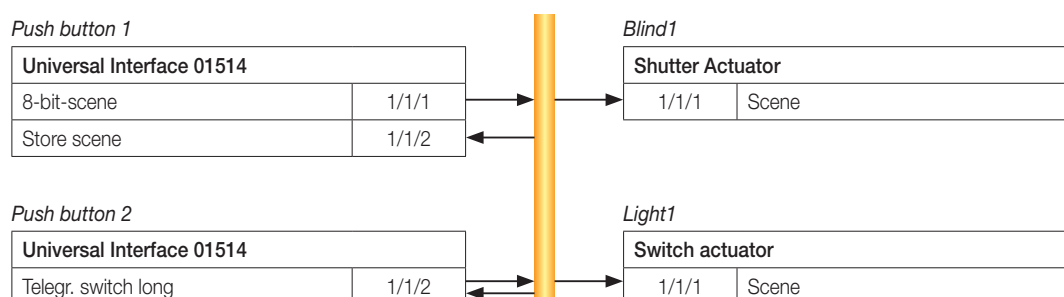 Push button 1
Universal Interface 01514
8-bit-scene 1/1/1
Store scene 1/1/2
Blind1
Shutter Actuator
1/1/1 Scene
Push button 2
Universal Interface 01514
Telegr. switch long 1/1/2
Light1
Switch actuator
1/1/1 Scene